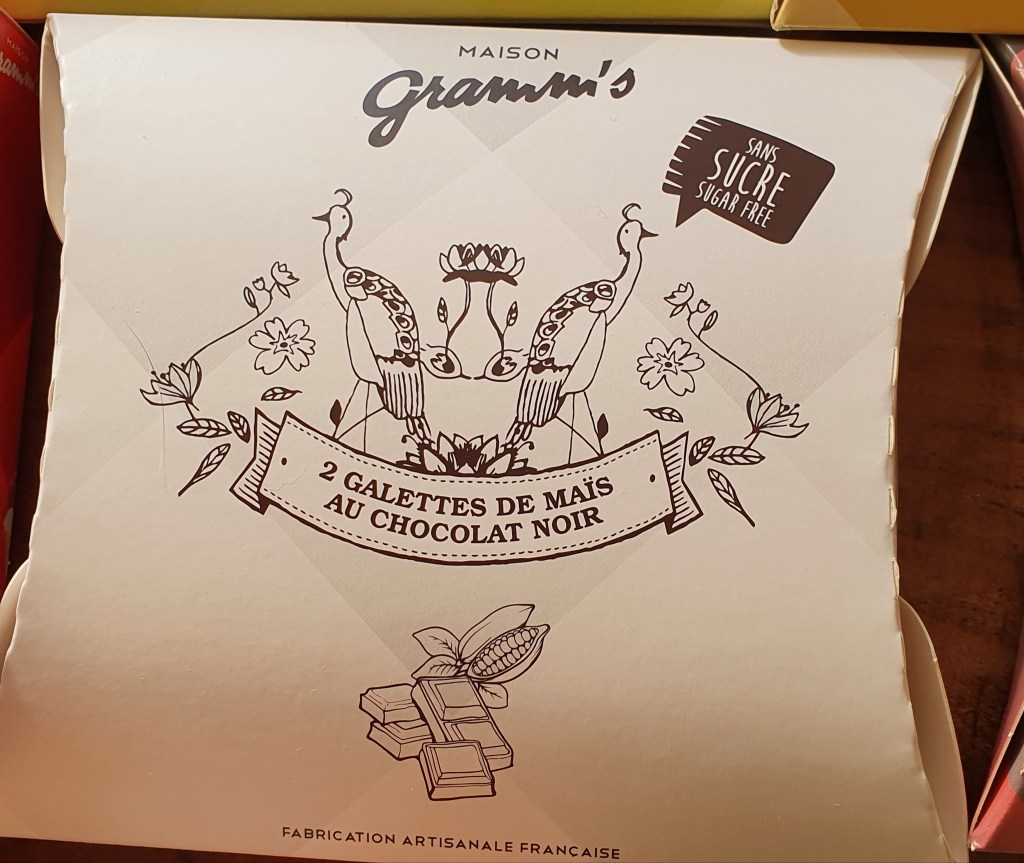 MAISON
Gramm's
SANS
SUCRE
SUGAR FREE
2 GALETTES DE MAÏS
AU CHOCOLAT NOIR
FABRICATION ARTISANALE FRANÇAISE